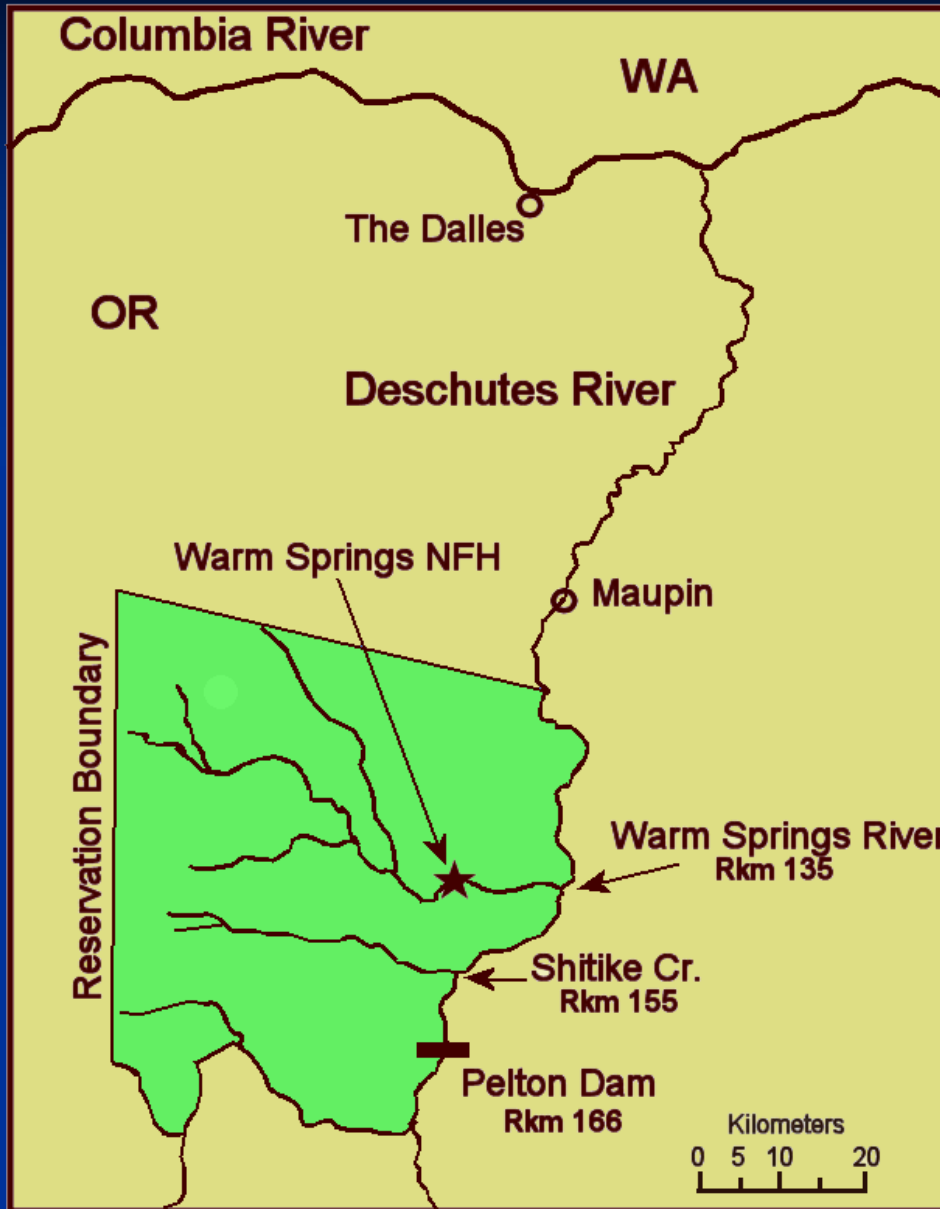 Columbia River
WA
The Dalles
OR
Deschutes River
Warm Springs NFH
Maupin
Reservation Boundary
Warm Springs River
Rkm 135
Shitike Cr.
Rkm 155
Pelton Dam
Rkm 166
Kilometers
0 5 10 20